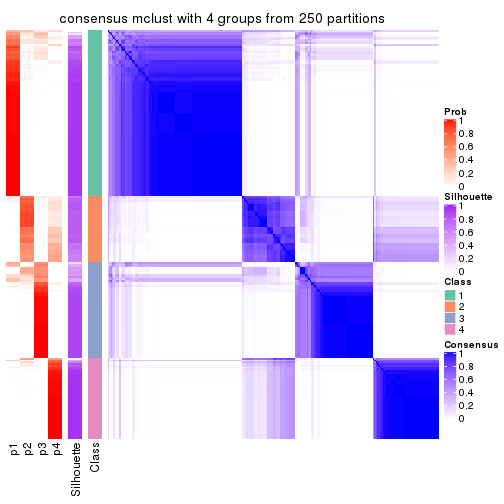 consensus mclust with 4 groups from 250 partitions
Prob
1
0.8
0.6
0.4
0.2
0
Silhouette
1
0.8
0.6
0.4
0.2
0
Class
1
2
3
4
Consensus
1
0.8
0.6
0.4
0.2
0
p1
p2
p3
p4
Silhouette
Class